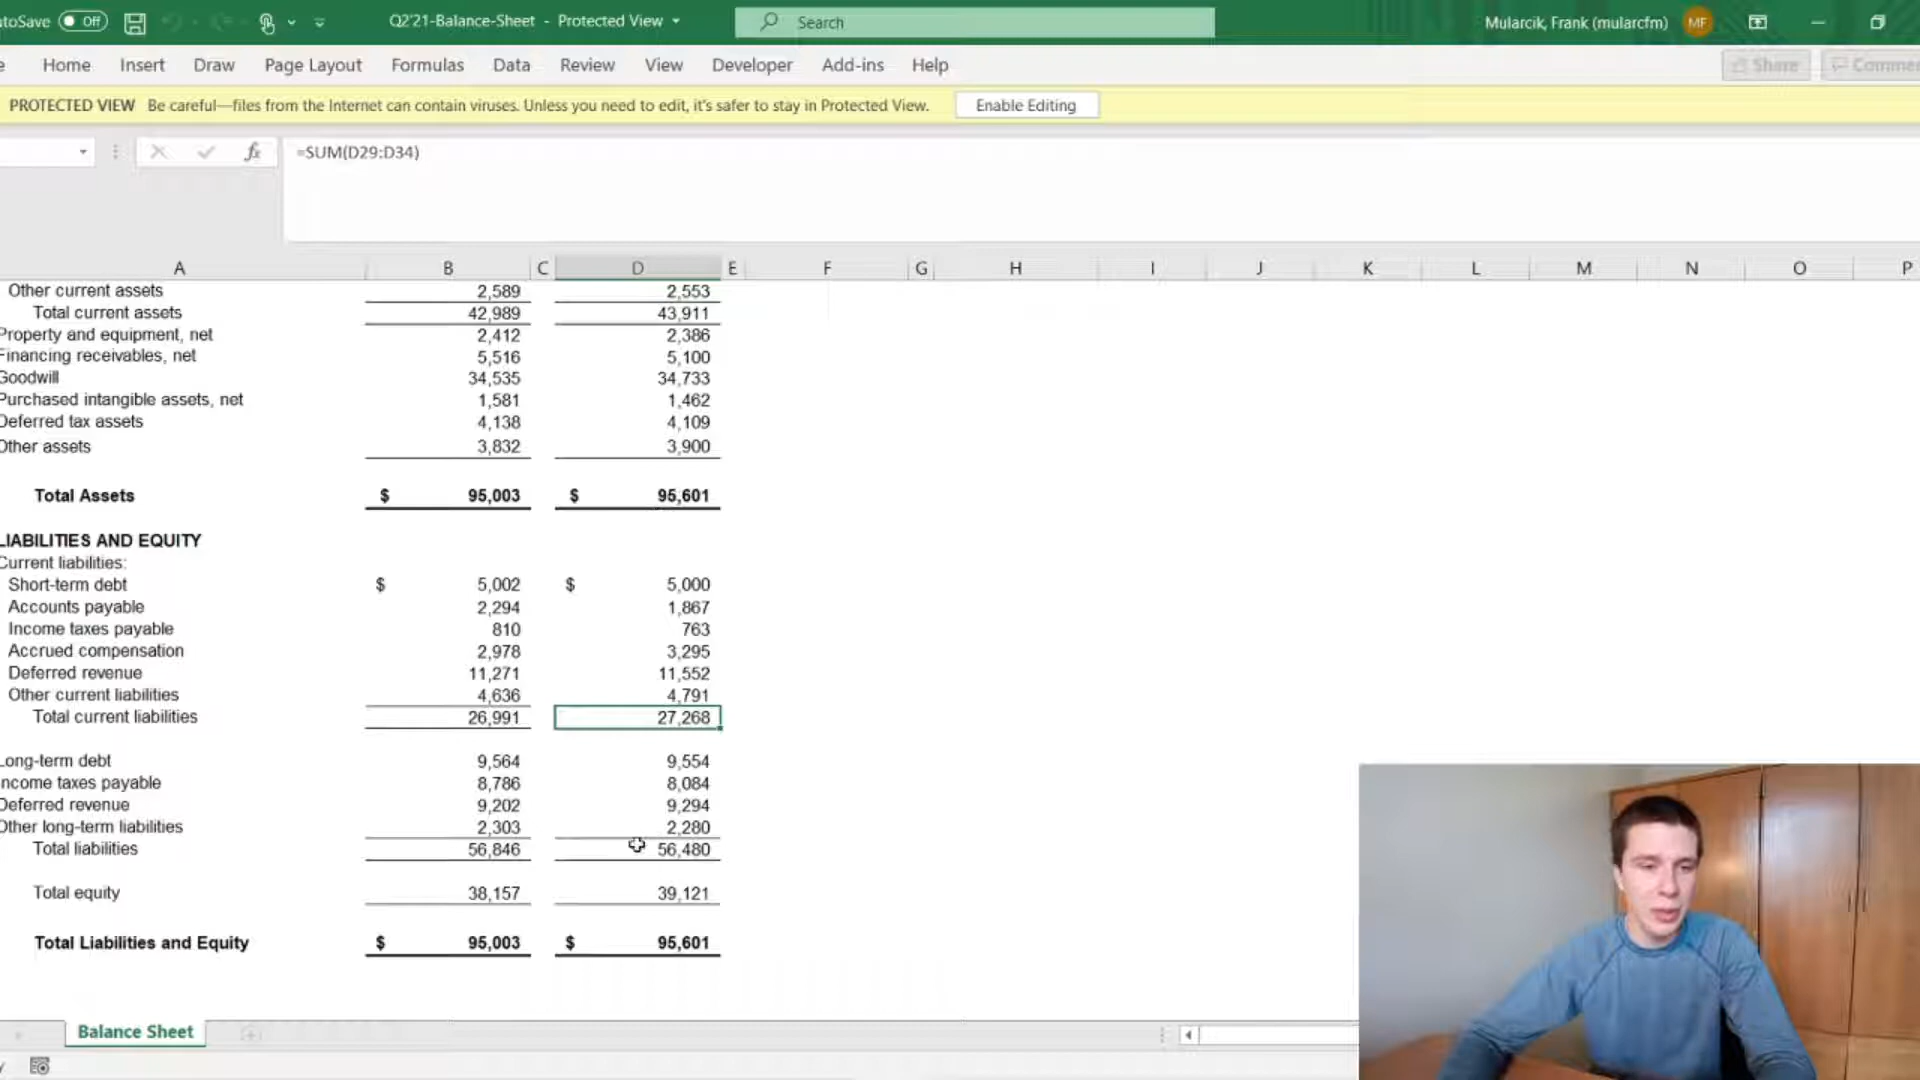 utoSave Off Q2'21-Balance-Sheet - Protected View Search Mularcik, Frank (mularcfm) MF
e Home Insert Draw Page Layout Formulas Data Review View Developer Add-ins Help Share Commen
PROTECTED VIEW Be careful—files from the Internet can contain viruses. Unless you need to edit, it's safer to stay in Protected View. Enable Editing
fx =SUM(D29:D34)
A B C D E F G H I J K L M N O P
Other current assets 2,589 2,553
Total current assets 42,989 43,911
Property and equipment, net 2,412 2,386
Financing receivables, net 5,516 5,100
Goodwill 34,535 34,733
Purchased intangible assets, net 1,581 1,462
Deferred tax assets 4,138 4,109
Other assets 3,832 3,900
Total Assets $ 95,003 $ 95,601
LIABILITIES AND EQUITY
Current liabilities:
Short-term debt $ 5,002 $ 5,000
Accounts payable 2,294 1,867
Income taxes payable 810 763
Accrued compensation 2,978 3,295
Deferred revenue 11,271 11,552
Other current liabilities 4,636 4,791
Total current liabilities 26,991 27,268
Long-term debt 9,564 9,554
ncome taxes payable 8,786 8,084
Deferred revenue 9,202 9,294
Other long-term liabilities 2,303 2,280
Total liabilities 56,846 56,480
Total equity 38,157 39,121
Total Liabilities and Equity $ 95,003 $ 95,601
Balance Sheet